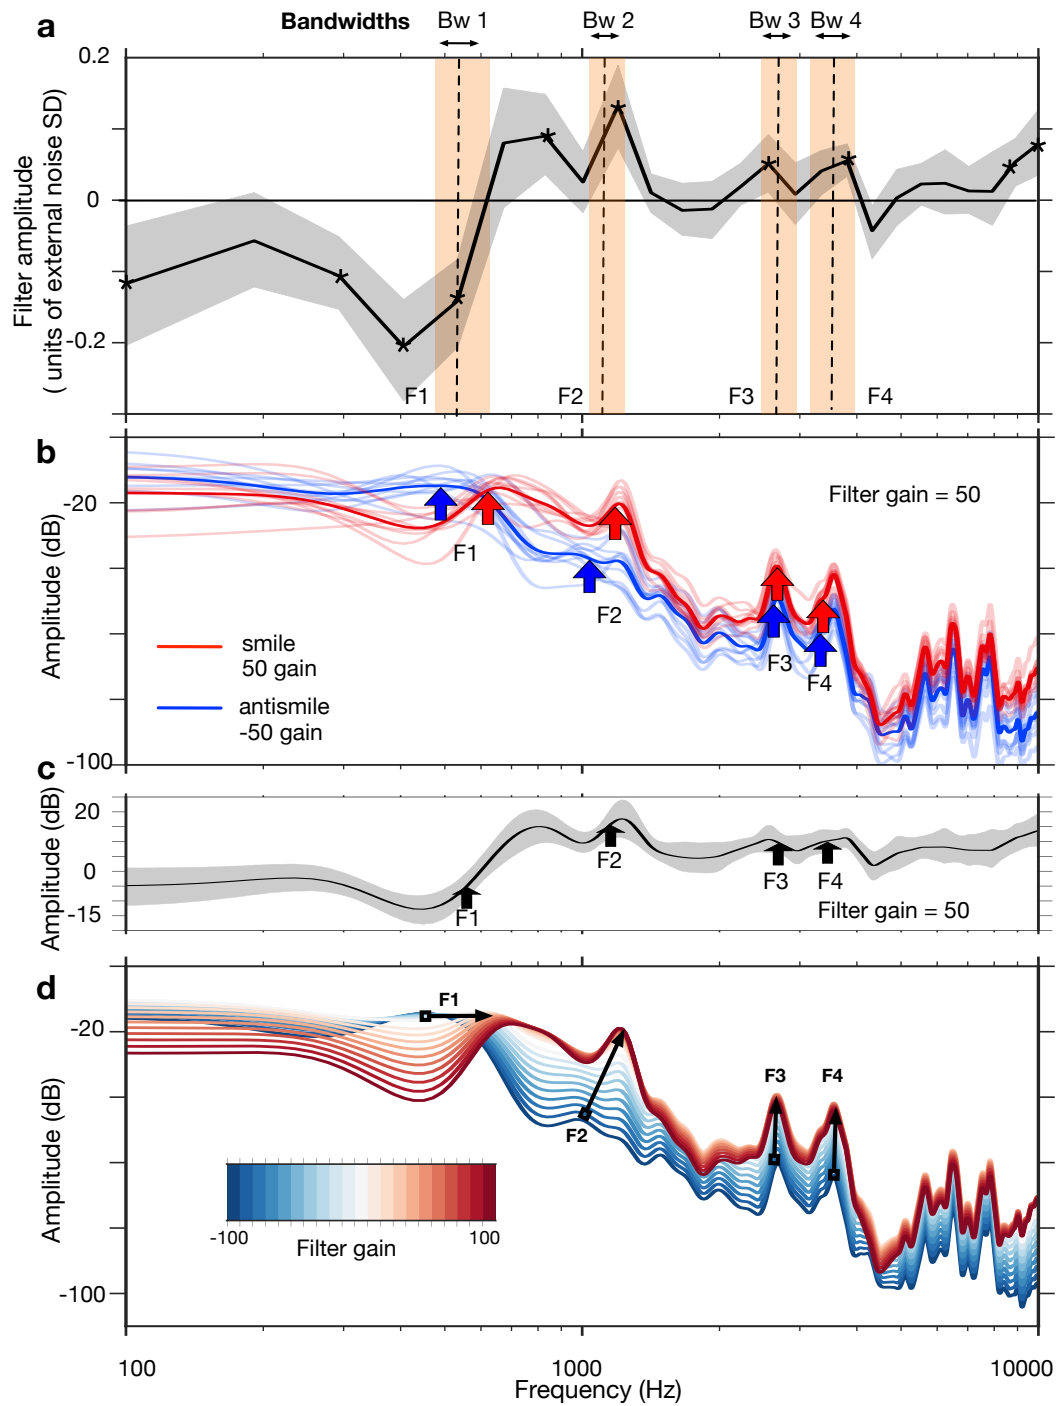 a
Bandwidths Bw 1 Bw 2 Bw 3 Bw 4
0.2
0
-0.2
Filter amplitude
( units of external noise SD)
F1 F2 F3 F4
b
Filter gain = 50
-20
-100
Amplitude (dB)
F1
F2
F3
F4
smile
50 gain
antismile
-50 gain
c
20
0
-15
Amplitude (dB)
F1
F2
F3
F4
Filter gain = 50
d
-20
-100
Amplitude (dB)
F1
F2
F3
F4
-100 100
Filter gain
100 1000 10000
Frequency (Hz)